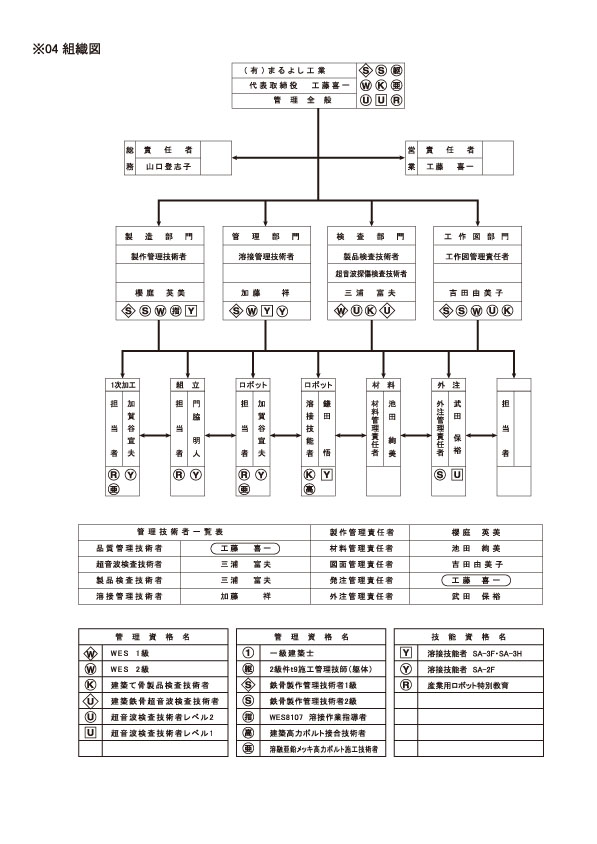 ※04 組織図
(有)まるよし工業
代表取締役 工藤喜一
管理全般
S S 躯
W K 亜
U U R
総務 責任者
山口登志子
営業 責任者
工藤 喜一
製造部門
製作管理技術者
櫻庭 英美
S S W 指 Y
管理部門
溶接管理技術者
加藤 祥
S W Y Y
検査部門
製品検査技術者
超音波探傷検査技術者
三浦 富夫
W U K U
工作図部門
工作図管理責任者
吉田由美子
S S W U K
1次加工
担当者 加賀谷宣夫
R Y
亜
組立
担当者 門脇 明人
R Y
ロボット
担当者 加賀谷宣夫
R Y
亜
ロボット
溶接技能者 鎌田 悟
K Y
高
材料
材料管理責任者 池田 絢美
外注
外注管理責任者 武田 保裕
S U
担当者
管理技術者一覧表
品質管理技術者 工藤 喜一
超音波検査技術者 三浦 富夫
製品検査技術者 三浦 富夫
溶接管理技術者 加藤 祥
製作管理責任者 櫻庭 英美
材料管理責任者 池田 絢美
図面管理責任者 吉田由美子
発注管理責任者 工藤 喜一
外注管理責任者 武田 保裕
管理資格名
W WES 1級
W WES 2級
K 建築て骨製品検査技術者
U 建築鉄骨超音波検査技術者
U 超音波検査技術者レベル2
U 超音波検査技術者レベル1
管理資格名
1 一級建築士
躯 2級件t9施工管理技師(躯体)
S 鉄骨製作管理技術者1級
S 鉄骨製作管理技術者2級
指 WES8107 溶接作業指導者
高 建築高力ボルト接合技術者
亜 溶融亜鉛メッキ高力ボルト施工技術者
技能資格名
Y 溶接技能者 SA-3F・SA-3H
Y 溶接技能者 SA-2F
R 産業用ロボット特別教育